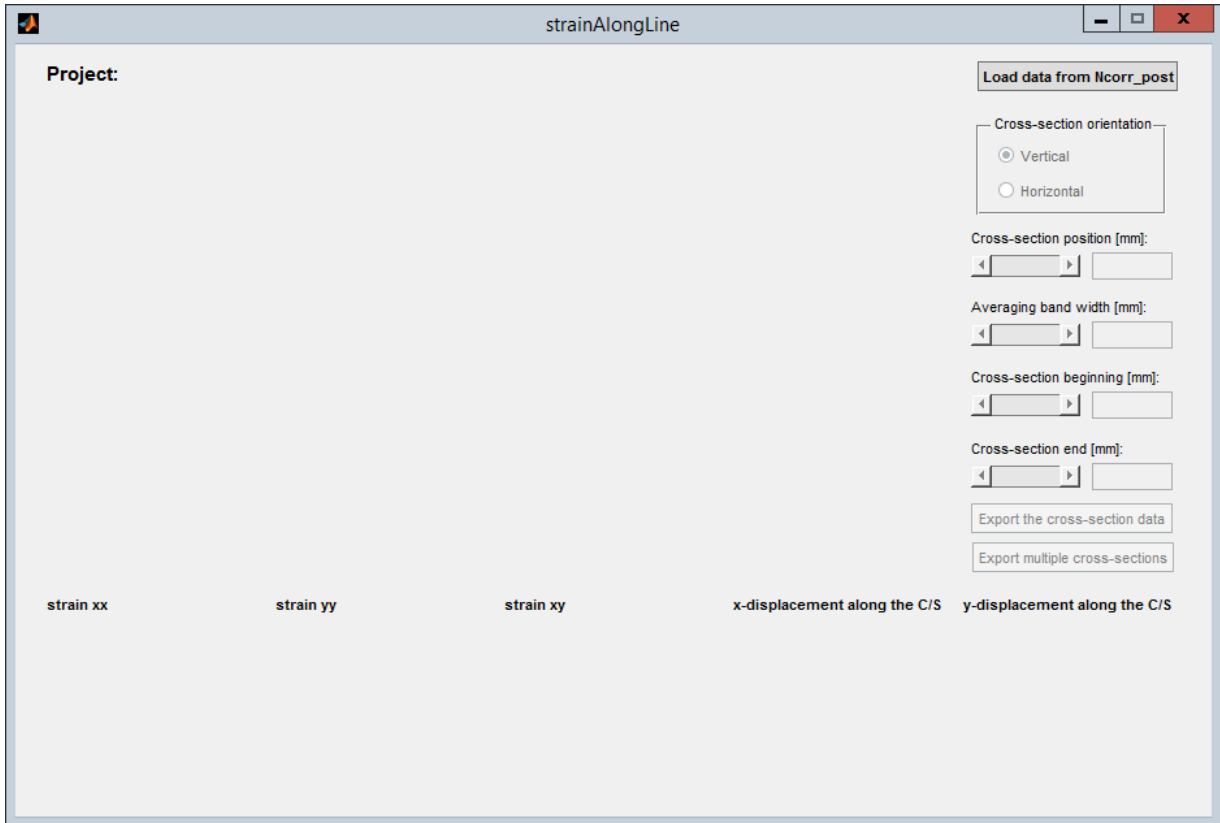 strainAlongLine
Project:
Load data from Ncorr_post
Cross-section orientation
Vertical
Horizontal
Cross-section position [mm]:
Averaging band width [mm]:
Cross-section beginning [mm]:
Cross-section end [mm]:
Export the cross-section data
Export multiple cross-sections
strain xx strain yy strain xy x-displacement along the C/S y-displacement along the C/S